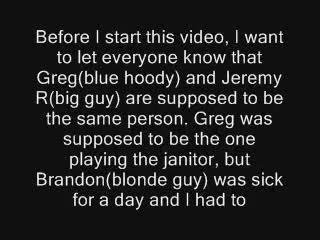 Before I start this video, I want
to let everyone know that
Greg(blue hoody) and Jeremy
R(big guy) are supposed to be
the same person. Greg was
supposed to be the one
playing the janitor, but
Brandon(blonde guy) was sick
for a day and I had to